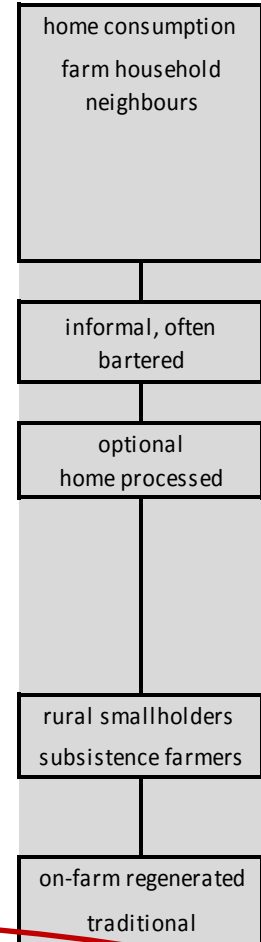 home consumption
farm household
neighbours
informal, often
bartered
optional
home processed
rural smallholders
subsistence farmers
on-farm regenerated
traditional